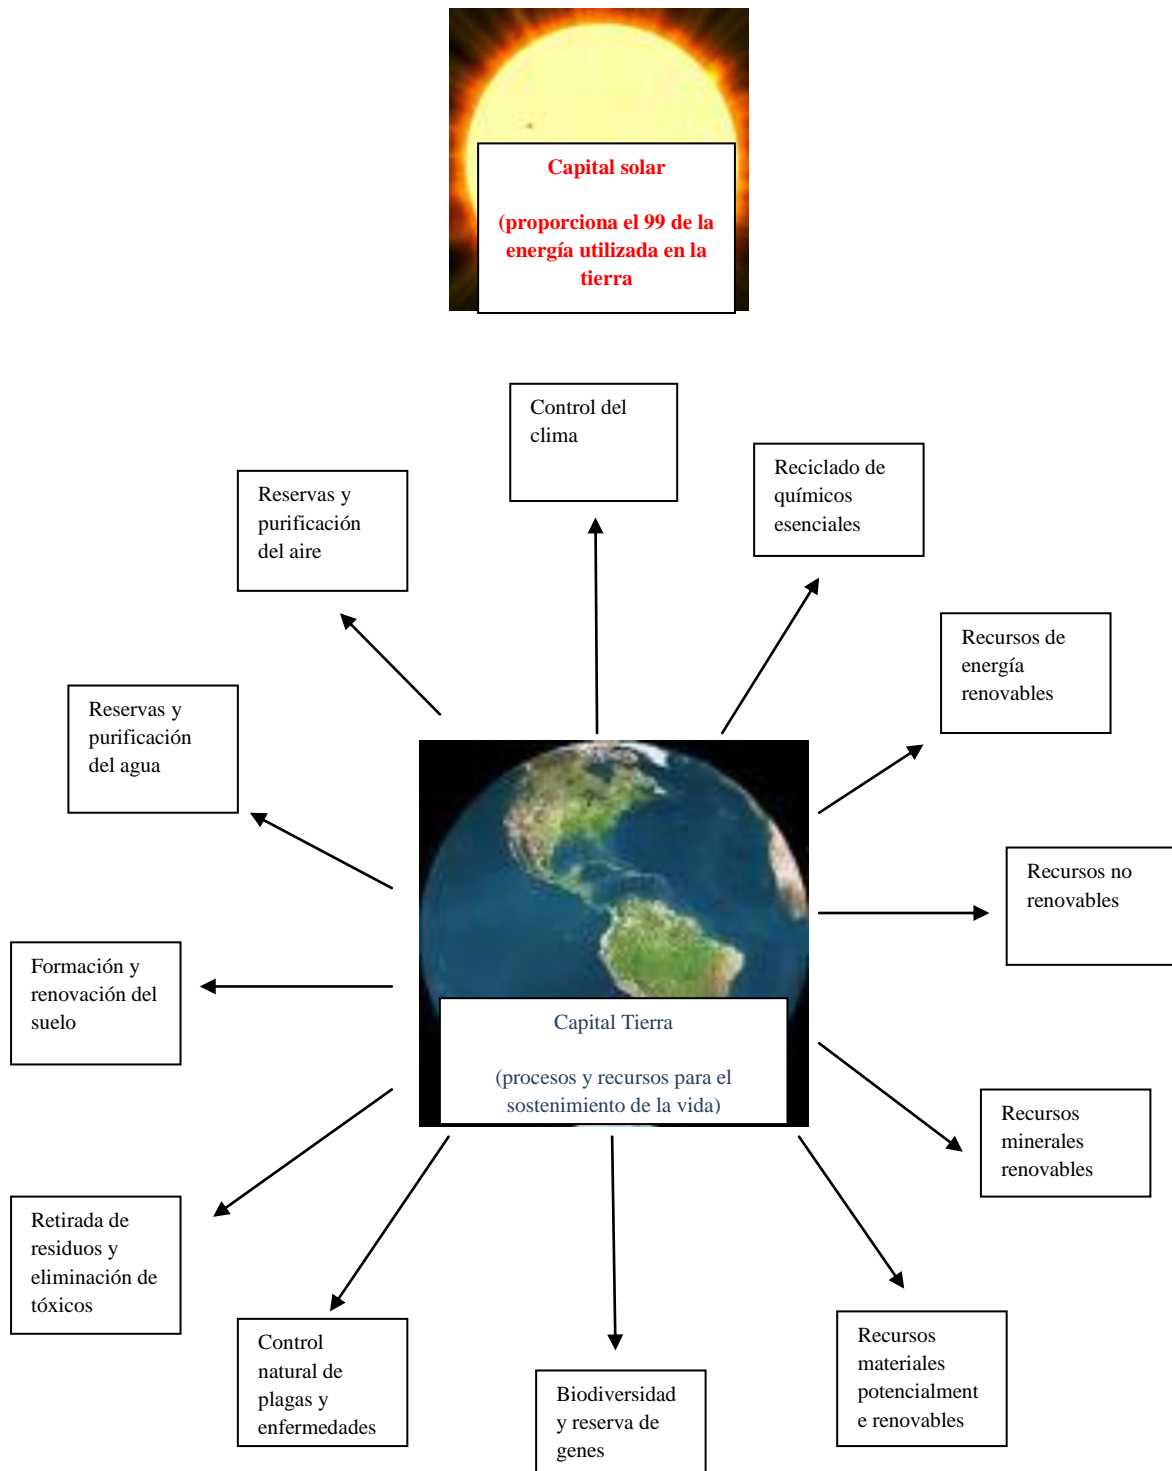 Capital solar
(proporciona el 99 de la
energía utilizada en la
tierra
Control del
clima
Reciclado de
químicos
esenciales
Reservas y
purificación
del aire
Recursos de
energía
renovables
Reservas y
purificación
del agua
Recursos no
renovables
Formación y
renovación del
suelo
Capital Tierra
(procesos y recursos para el
sostenimiento de la vida)
Recursos
minerales
renovables
Retirada de
residuos y
eliminación de
tóxicos
Control
natural de
plagas y
enfermedades
Biodiversidad
y reserva de
genes
Recursos
materiales
potencialment
e renovables